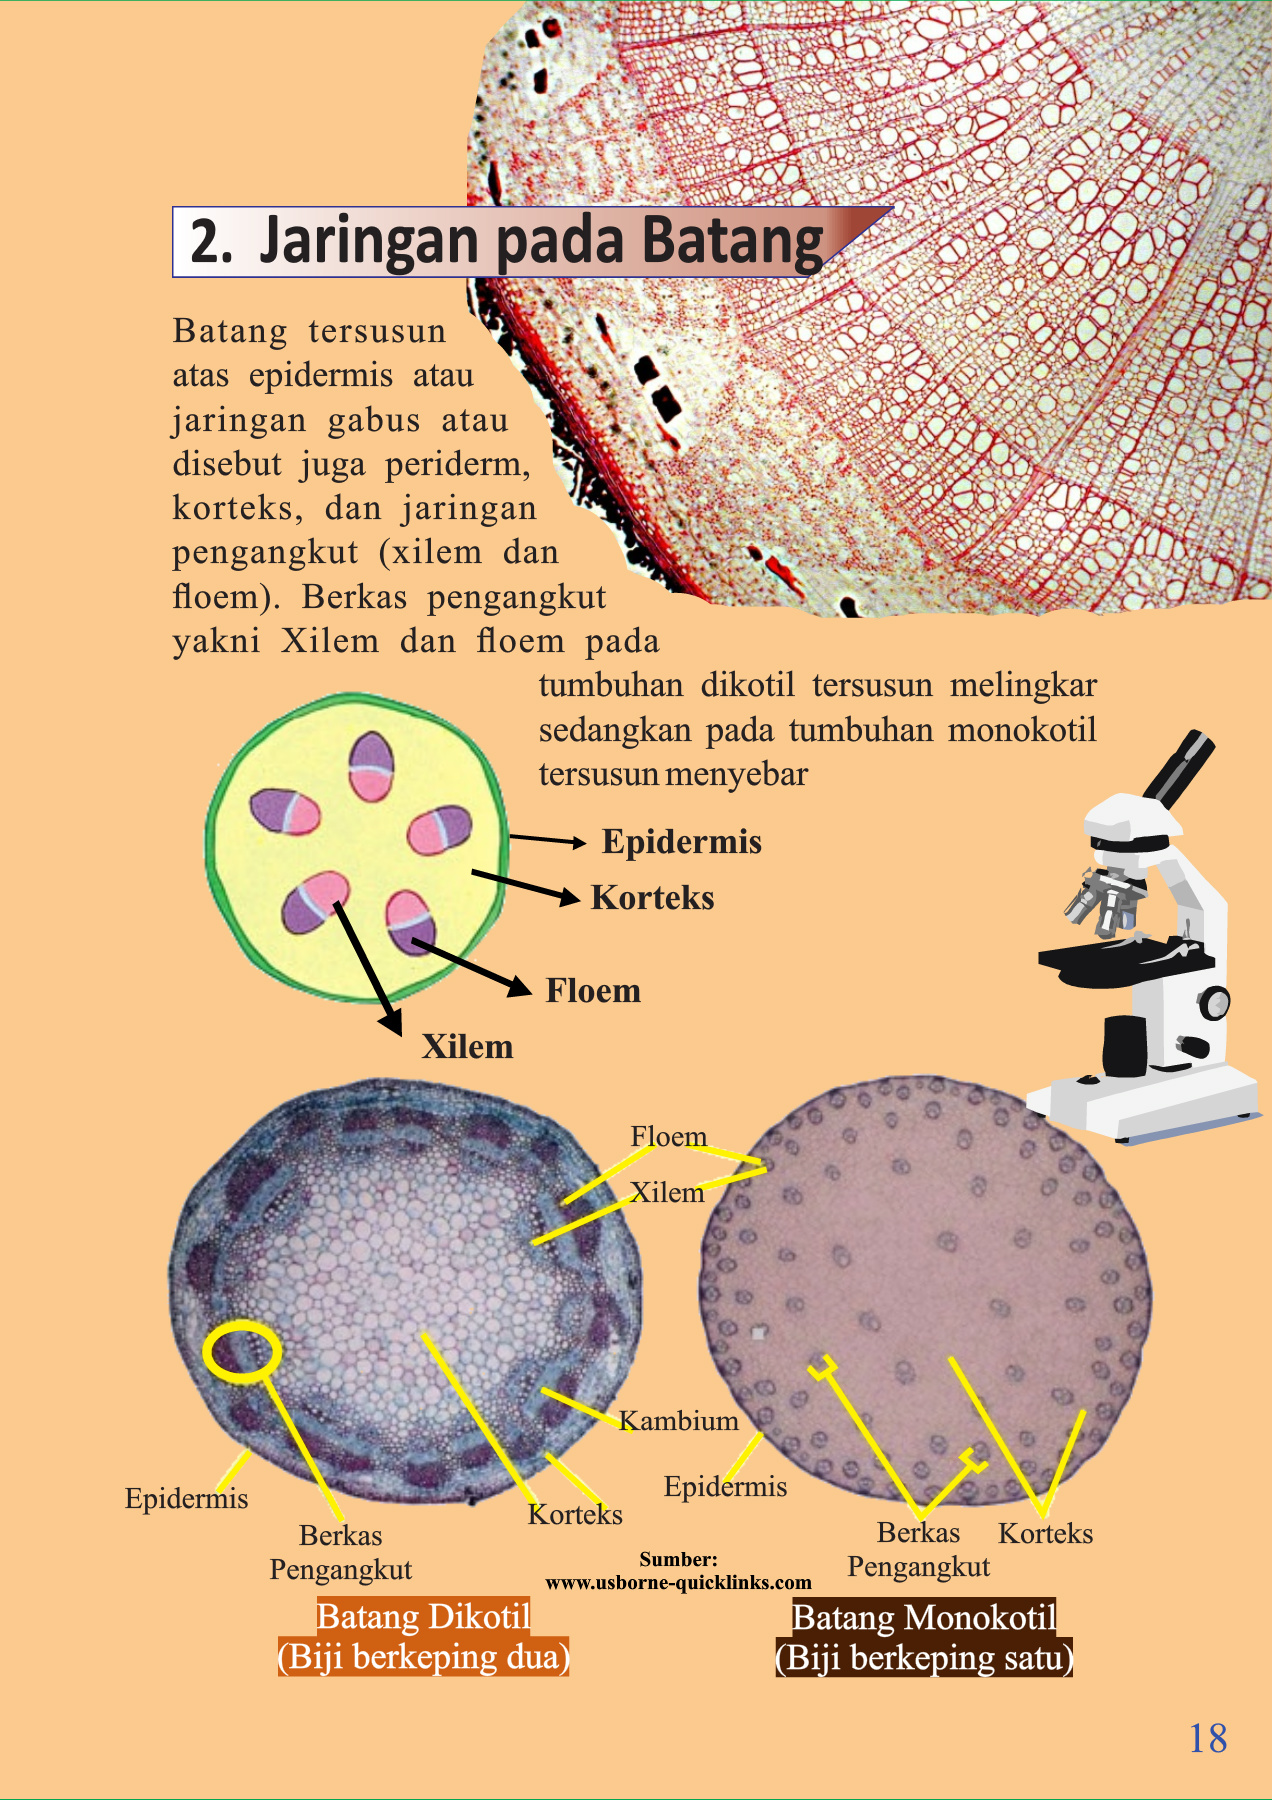 2. Jaringan pada Batang
Batang tersusun
atas epidermis atau
jaringan gabus atau
disebut juga periderm,
korteks, dan jaringan
pengangkut (xilem dan
floem). Berkas pengangkut
yakni Xilem dan floem pada
tumbuhan dikotil tersusun melingkar
sedangkan pada tumbuhan monokotil
tersusun menyebar
Epidermis
Korteks
Floem
Xilem
Floem
Xilem
Kambium
Epidermis
Korteks
Berkas
Pengangkut
Epidermis
Berkas
Pengangkut
Korteks
Sumber:
www.usborne-quicklinks.com
Batang Dikotil
(Biji berkeping dua)
Batang Monokotil
(Biji berkeping satu)
18